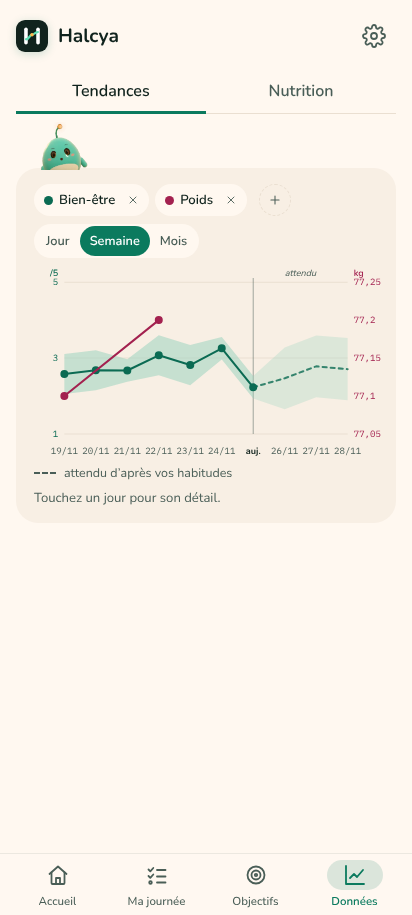 Halcya
Tendances Nutrition
Bien-être × Poids × +
Jour Semaine Mois
/5 attendu kg
5 77,25
77,2
3 77,15
77,1
1 77,05
19/11 20/11 21/11 22/11 23/11 24/11 auj. 26/11 27/11 28/11
attendu d'après vos habitudes
Touchez un jour pour son détail.
Accueil Ma journée Objectifs Données